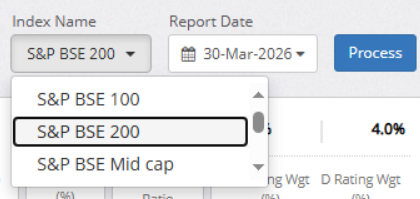 Index Name Report Date
S&P BSE 200 30-Mar-2026 Process
S&P BSE 100
S&P BSE 200 4.0%
S&P BSE Mid cap
Wgt D Rating Wgt
(%) Ratio (%) (%)